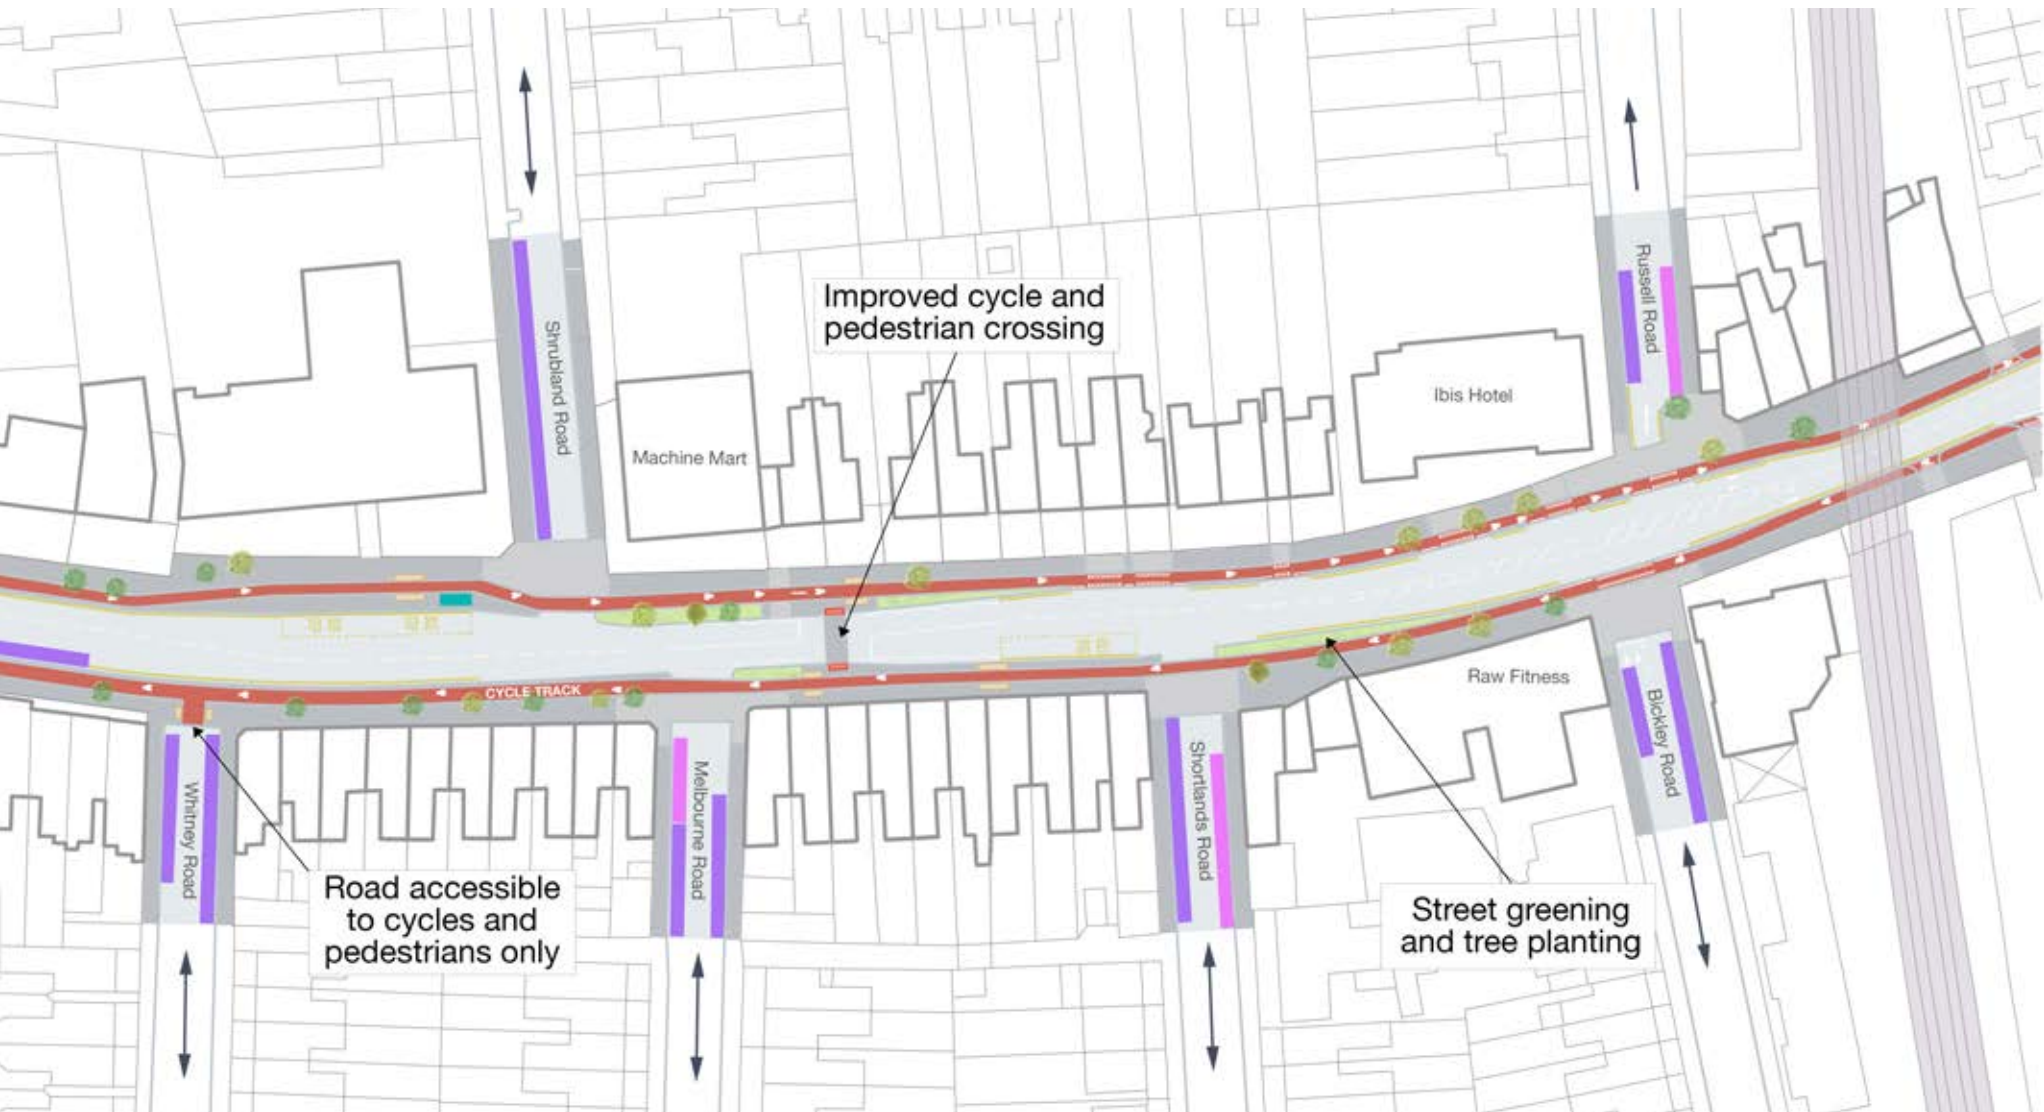 Russell Road
Improved cycle and
pedestrian crossing
Shrubland Road
Ibis Hotel
Machine Mart
CYCLE TRACK
Raw Fitness
Bickley Road
Whitney Road
Melbourne Road
Shortlands Road
Road accessible
to cycles and
pedestrians only
Street greening
and tree planting